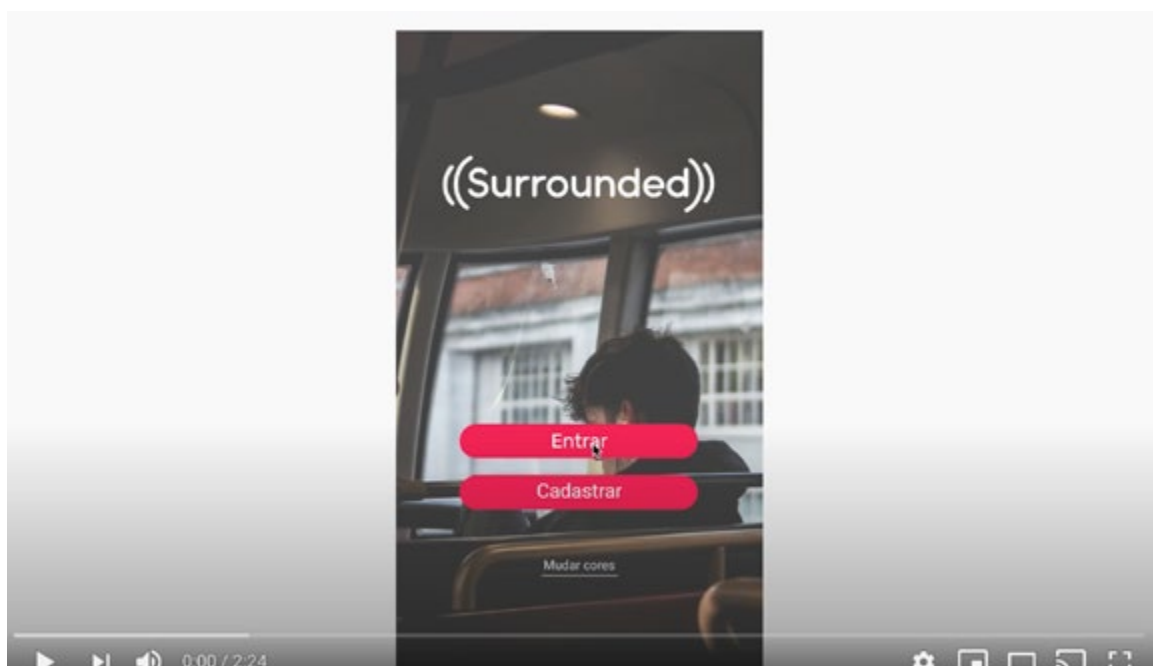 ((Surrounded))
Entrar
Cadastrar
Mudar cores
0:00 / 2:24